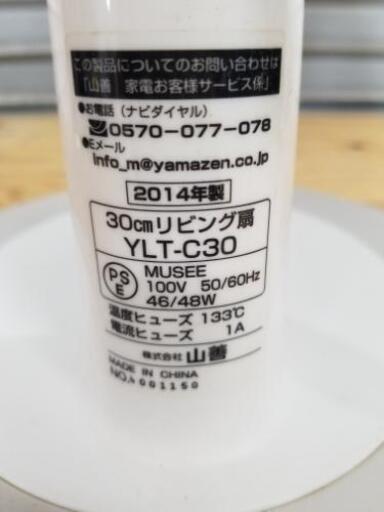 この製品についてのお問い合わせは
「山善 家電お客様サービス係」
●お電話（ナビダイヤル）
0570-077-078
●Eメール
info_m@yamazen.co.jp
2014年製
30cmリビング扇
YLT-C30
PSE
MUSEE
100V 50/60Hz
46/48W
温度ヒューズ 133℃
電流ヒューズ 1A
株式会社 山善
MADE IN CHINA
NO.4001150